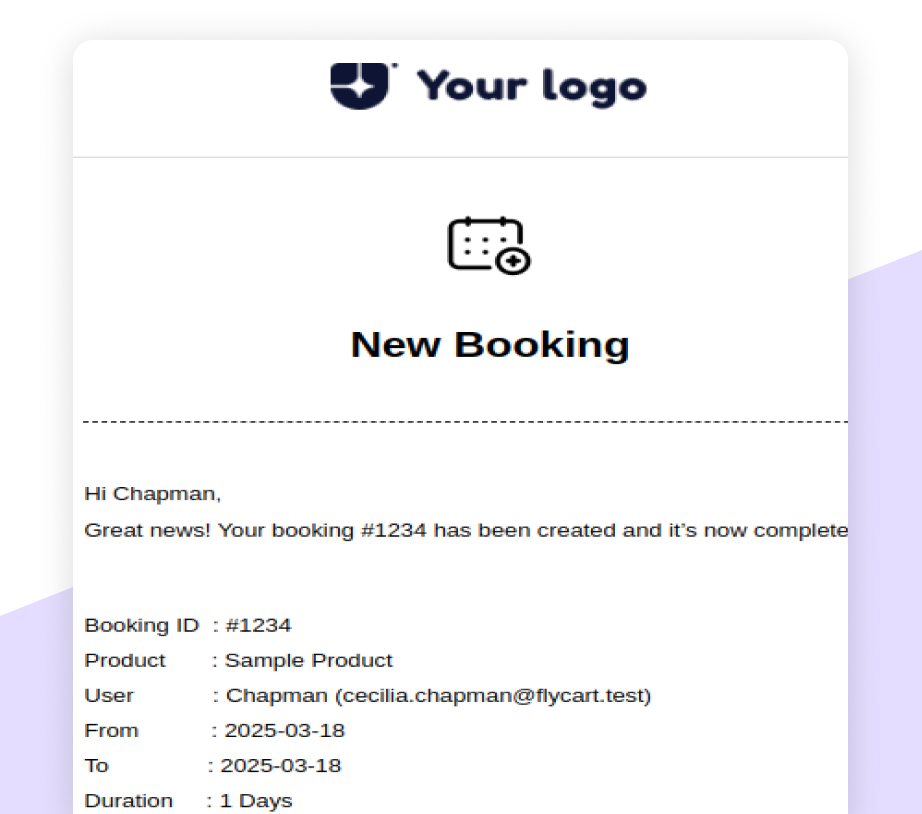 Your logo
New Booking
Hi Chapman,
Great news! Your booking #1234 has been created and it’s now complete
Booking ID : #1234
Product : Sample Product
User : Chapman (cecilia.chapman@flycart.test)
From : 2025-03-18
To : 2025-03-18
Duration : 1 Days